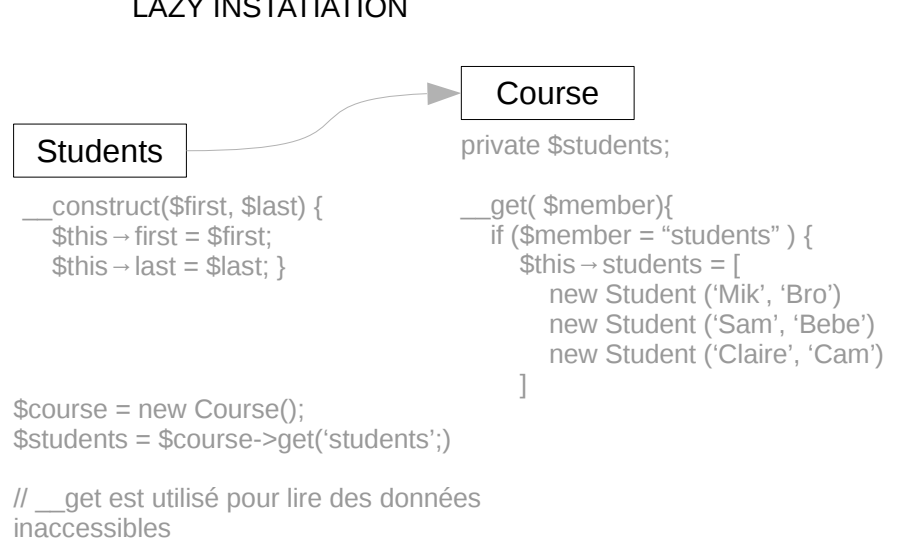 LAZY INSTATIATION
Course
Students
private $students;
__construct($first, $last) {
$this→first = $first;
$this→last = $last; }
__get( $member){
if ($member = “students” ) {
$this→students = [
new Student (‘Mik’, ‘Bro’)
new Student (‘Sam’, ‘Bebe’)
new Student (‘Claire’, ‘Cam’)
]
$course = new Course();
$students = $course->get(‘students’;)
// __get est utilisé pour lire des données
inaccessibles